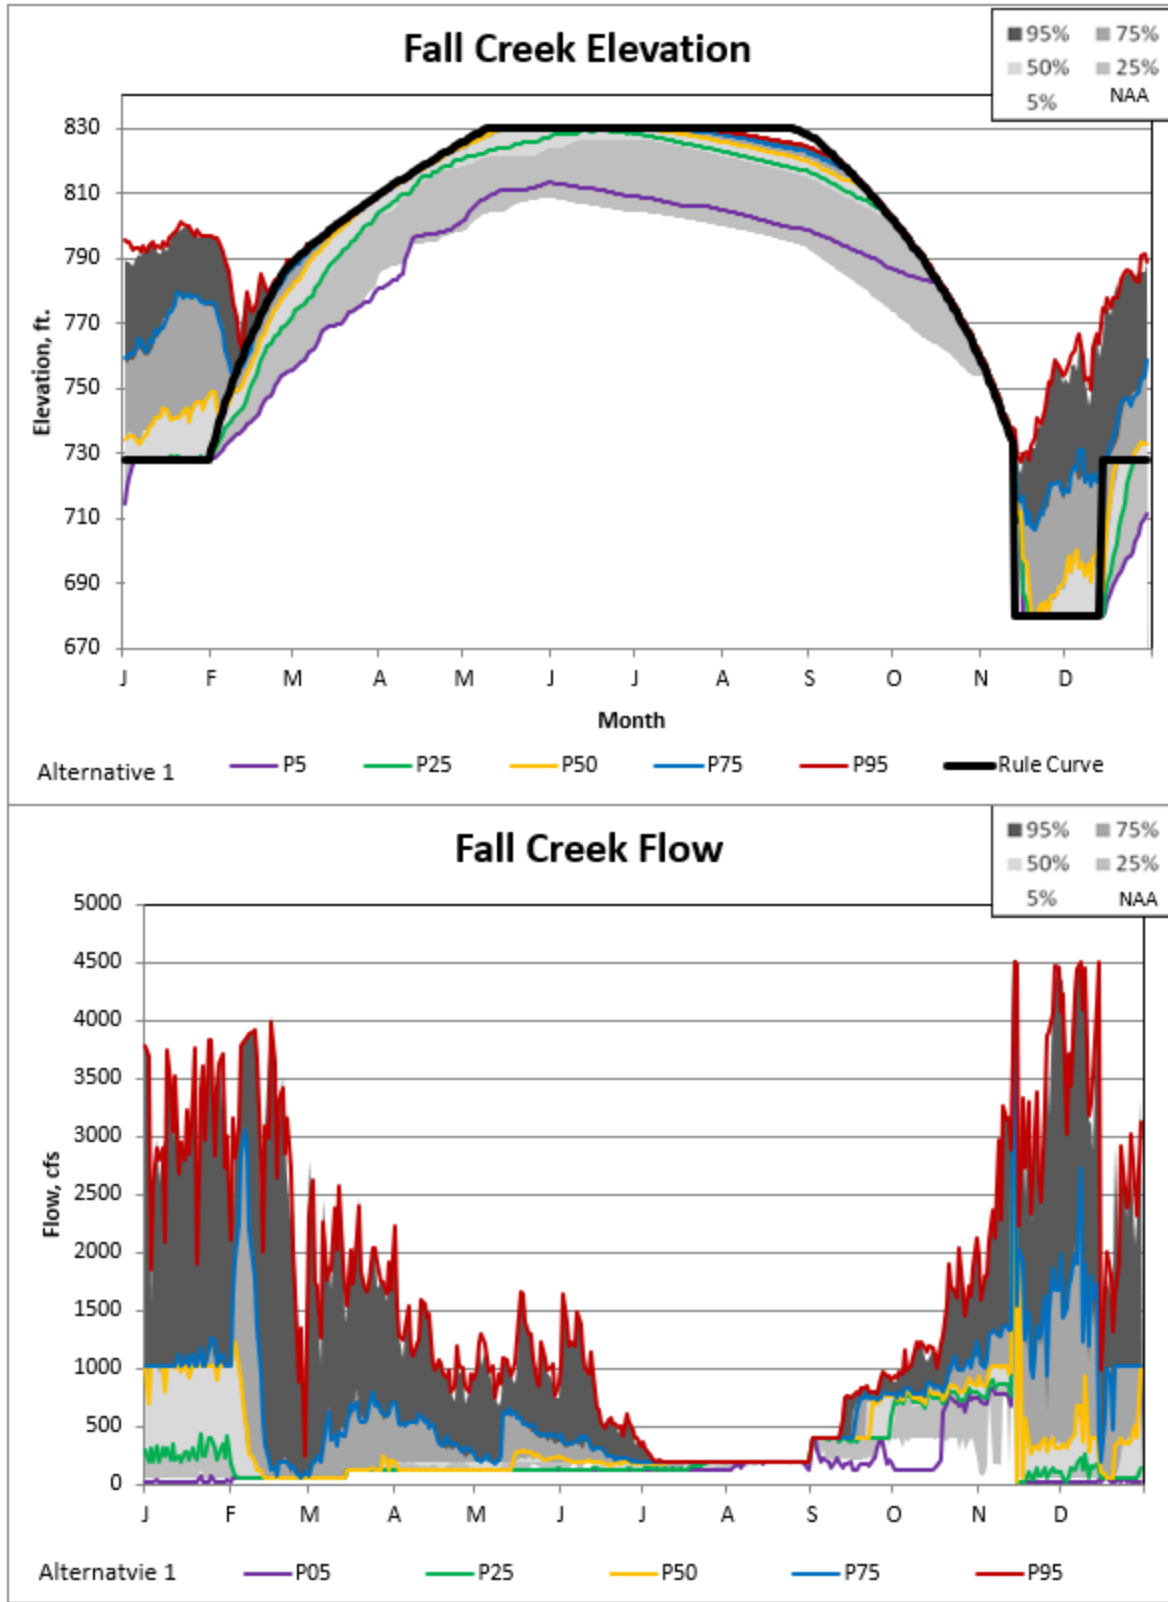 Fall Creek Elevation
95% 75%
50% 25%
5% NAA
830
810
790
770
750
730
710
690
670
Elevation, ft.
J F M A M J J A S O N D
Month
Alternative 1 P5 P25 P50 P75 P95 Rule Curve
Fall Creek Flow
95% 75%
50% 25%
5% NAA
5000
4500
4000
3500
3000
2500
2000
1500
1000
500
0
Flow, cfs
J F M A M J J A S O N D
Alternatvie 1 P05 P25 P50 P75 P95